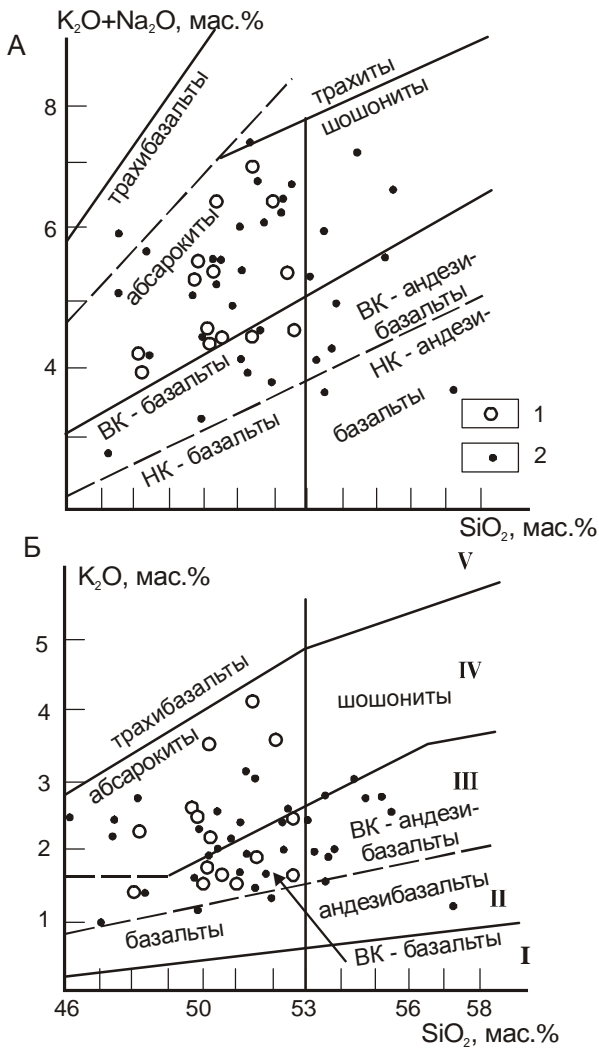 А
K₂O+Na₂O, мас.%
8
6
4
трахибазальты
абсарокиты
трахиты
шошониты
ВК - базальты
НК - базальты
ВК - андези-
базальты
НК - андези-
базальты
1
2
SiO₂, мас.%
Б
K₂O, мас.%
5
4
3
2
1
трахибазальты
абсарокиты
базальты
V
IV
шошониты
III
ВК - андези-
базальты
андезибазальты
II
ВК - базальты
I
46
50
53
56
58
SiO₂, мас.%